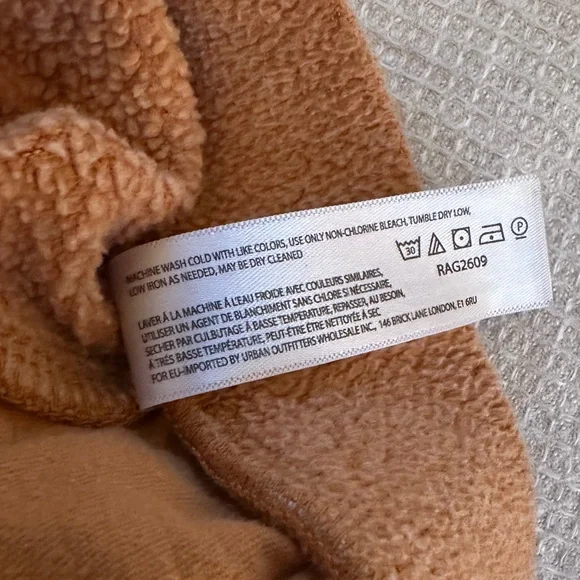 MACHINE WASH COLD WITH LIKE COLORS, USE ONLY NON-CHLORINE BLEACH, TUMBLE DRY LOW,
LOW IRON AS NEEDED, MAY BE DRY CLEANED
30
P
RAG2609
LAVER À LA MACHINE À L'EAU FROIDE AVEC COULEURS SIMILAIRES,
UTILISER UN AGENT DE BLANCHIMENT SANS CHLORE SI NÉCESSAIRE,
SECHER PAR CULBUTAGE À BASSE TEMPÉRATURE, REPASSER, AU BESOIN,
À TRÉS BASSE TEMPÉRATURE, PEUT-ÊTRE ÊTRE NETTOYÉE À SEC
FOR EU-IMPORTED BY URBAN OUTFITTERS WHOLESALE INC., 146 BRICK LANE LONDON, E1 6RU